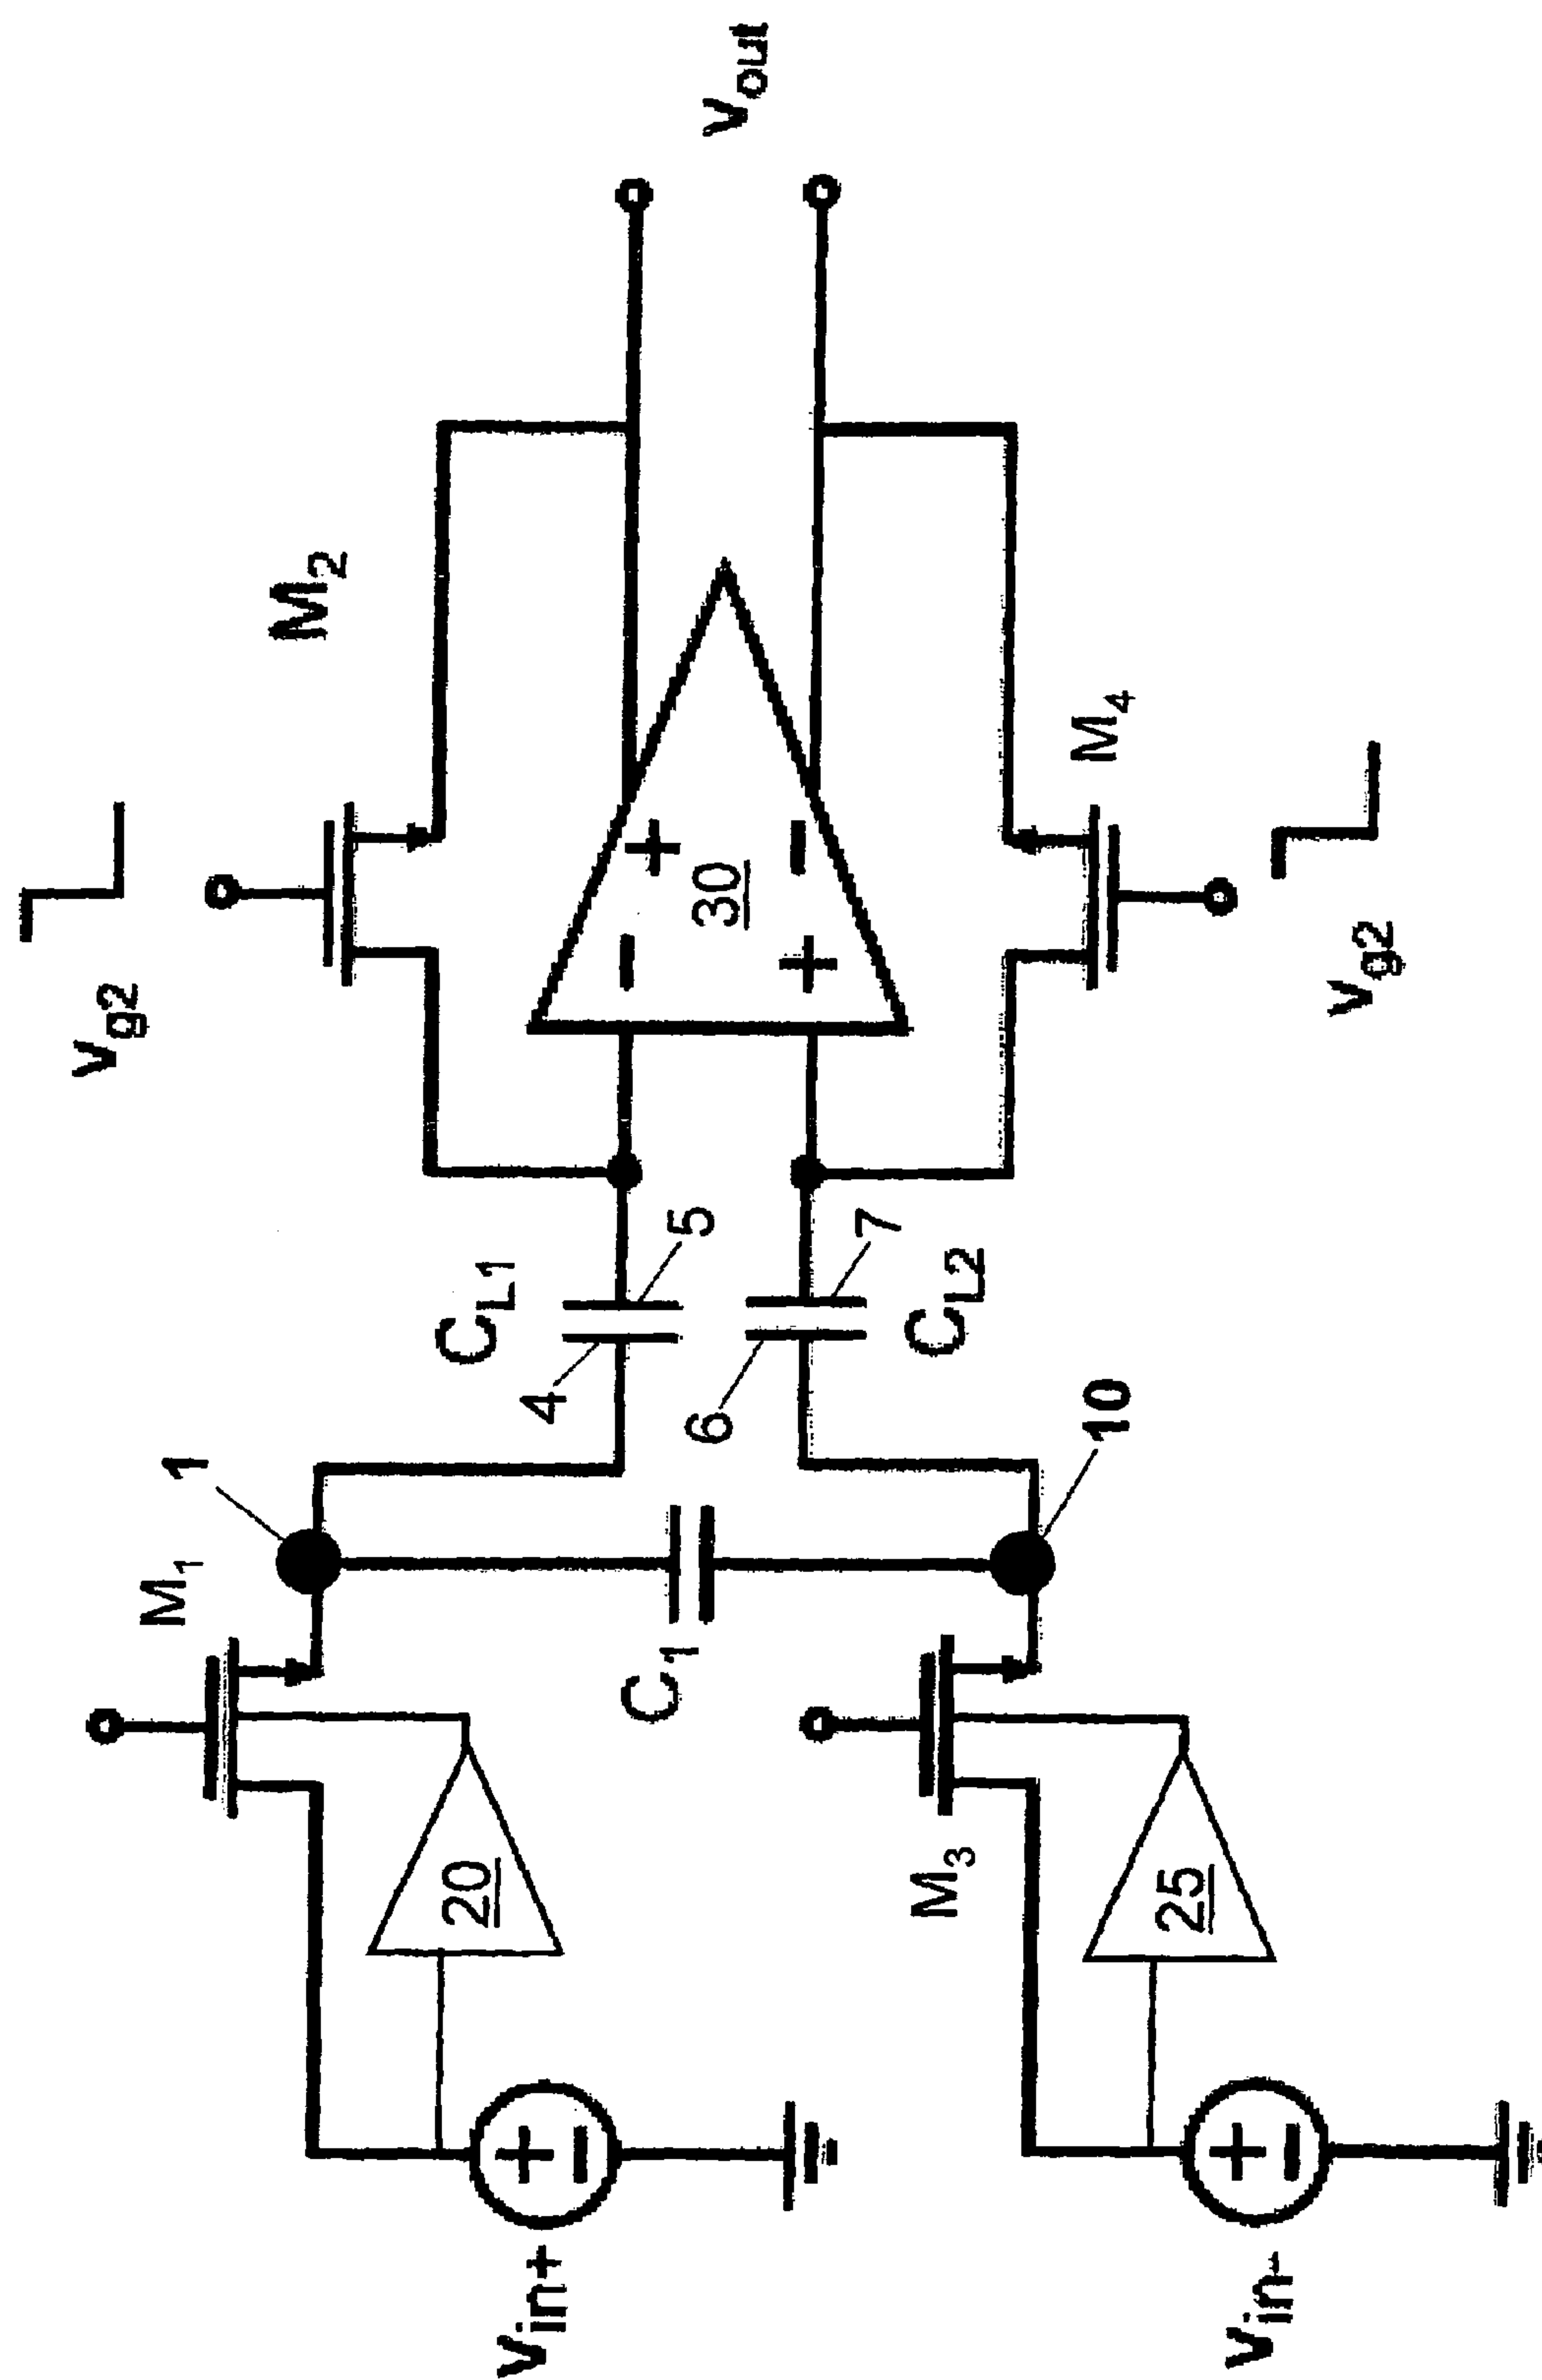 v_g2
M_2
M_1
1
C_L1
4
5
v_out
20
v_in+
C_1
30
- +
+ -
6
7
C_L2
M_3
10
M_4
25
v_in-
+ -
+ -
v_g2